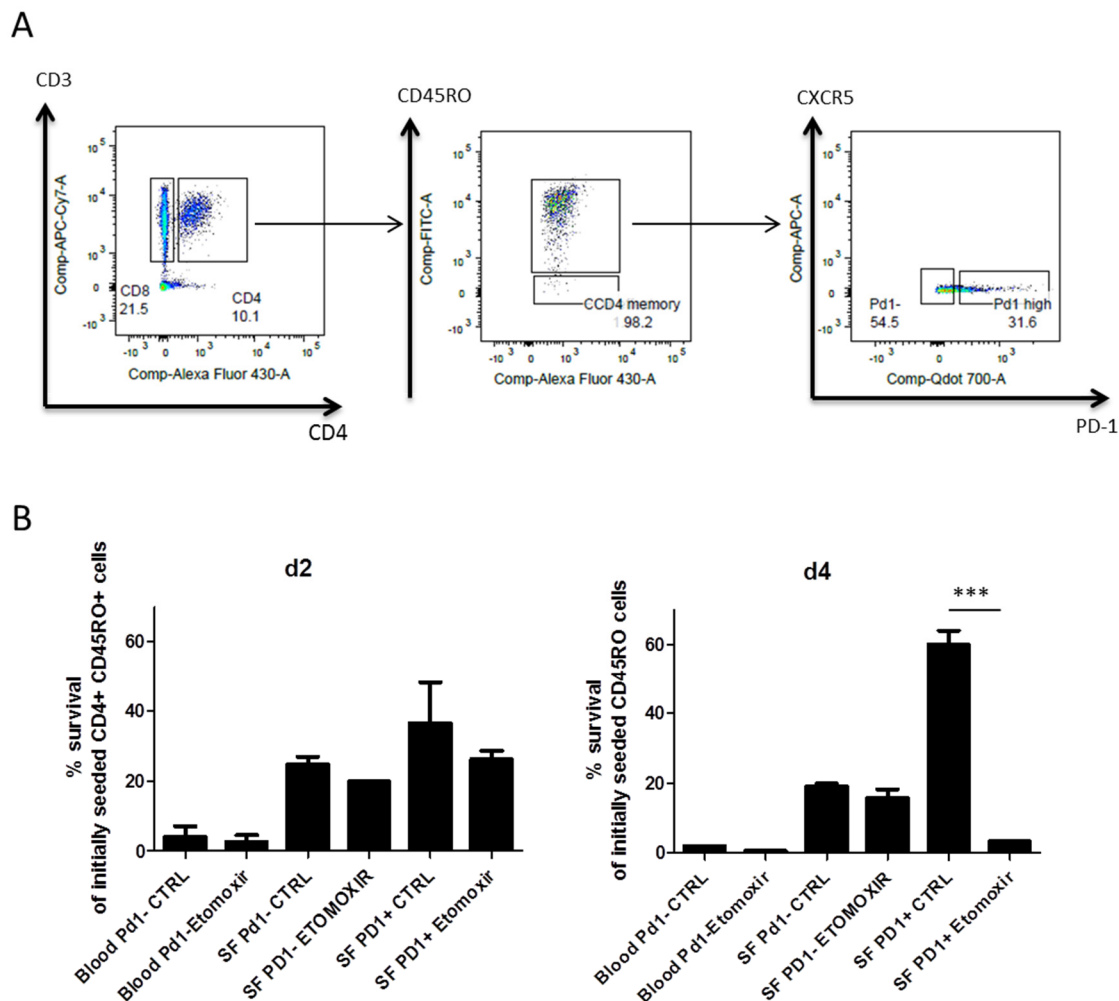 A
CD3
CD45RO
CXCR5
10^5
10^4
10^3
0
-10^3
Comp-APC-Cy7-A
CD8
21.5
CD4
10.1
-10^3 0 10^3 10^4 10^5
Comp-Alexa Fluor 430-A
CD4
10^5
10^4
10^3
0
-10^3
Comp-FITC-A
CCD4 memory
98.2
-10^3 0 10^3 10^4 10^5
Comp-Alexa Fluor 430-A
10^5
10^4
10^3
0
-10^3
Comp-APC-A
Pd1-
54.5
Pd1 high
31.6
-10^3 0 10^3
Comp-Qdot 700-A
PD-1
B
d2
% survival
of initially seeded CD4+ CD45RO+ cells
60
40
20
0
Blood Pd1- CTRL
Blood Pd1-Etomoxir
SF Pd1- CTRL
SF PD1- ETOMOXIR
SF PD1+ CTRL
SF PD1+ Etomoxir
d4
***
% survival
of initially seeded CD45RO cells
60
40
20
0
Blood Pd1- CTRL
Blood Pd1-Etomoxir
SF Pd1- CTRL
SF PD1- ETOMOXIR
SF PD1+ CTRL
SF PD1+ Etomoxir